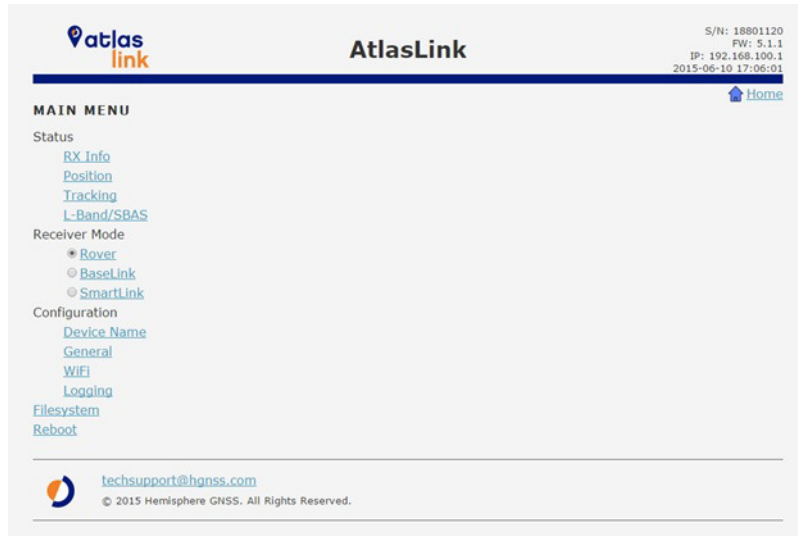 atlas
link
AtlasLink
S/N: 18801120
FW: 5.1.1
IP: 192.168.100.1
2015-06-10 17:06:01
Home
MAIN MENU
Status
RX Info
Position
Tracking
L-Band/SBAS
Receiver Mode
Rover
BaseLink
SmartLink
Configuration
Device Name
General
WiFi
Logging
Filesystem
Reboot
techsupport@hgnss.com
© 2015 Hemisphere GNSS. All Rights Reserved.